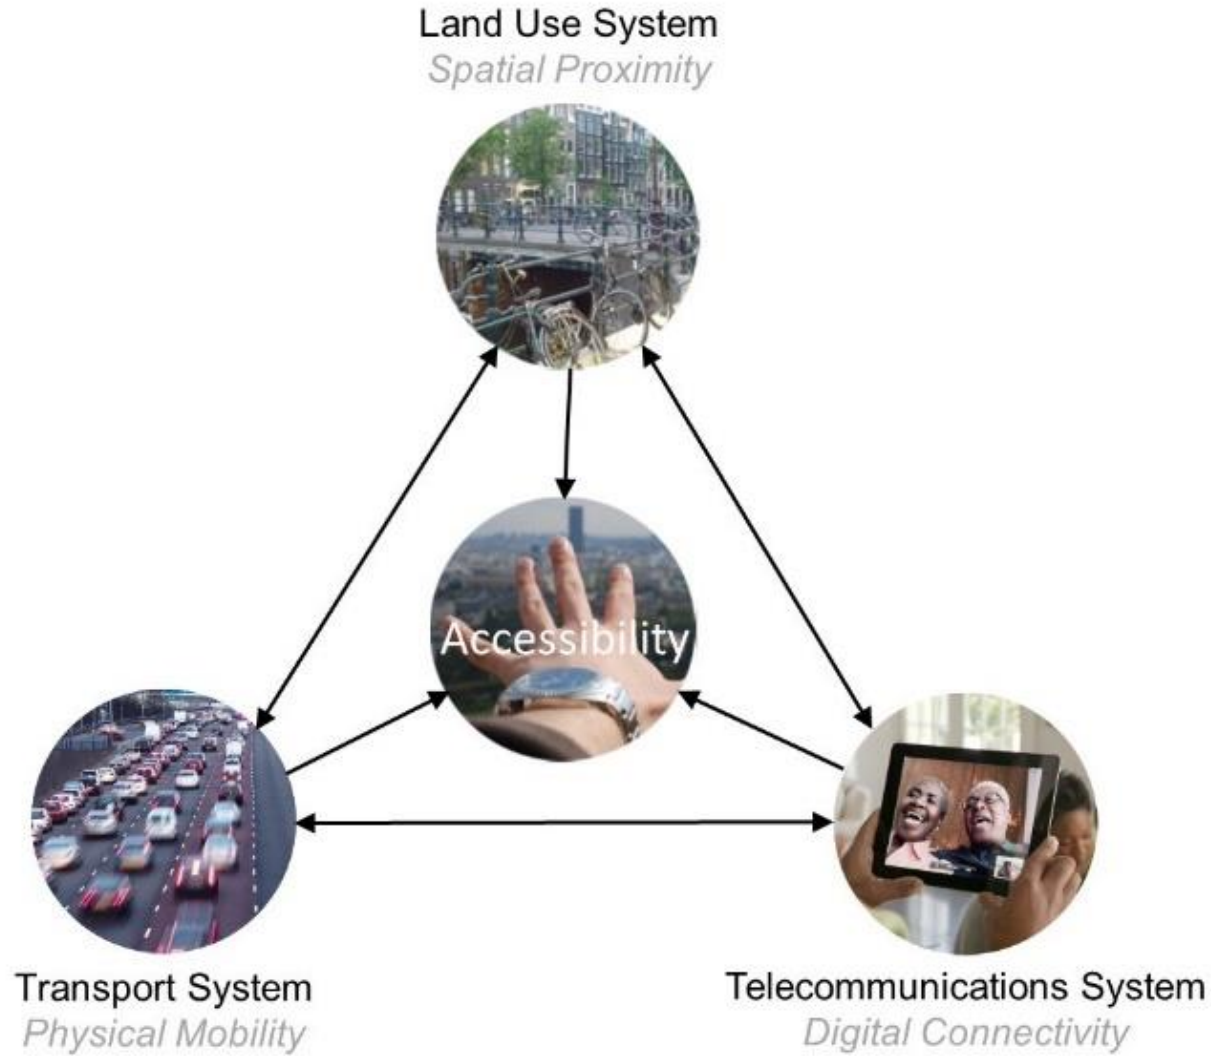 Land Use System
Spatial Proximity
Accessibility
Transport System
Physical Mobility
Telecommunications System
Digital Connectivity